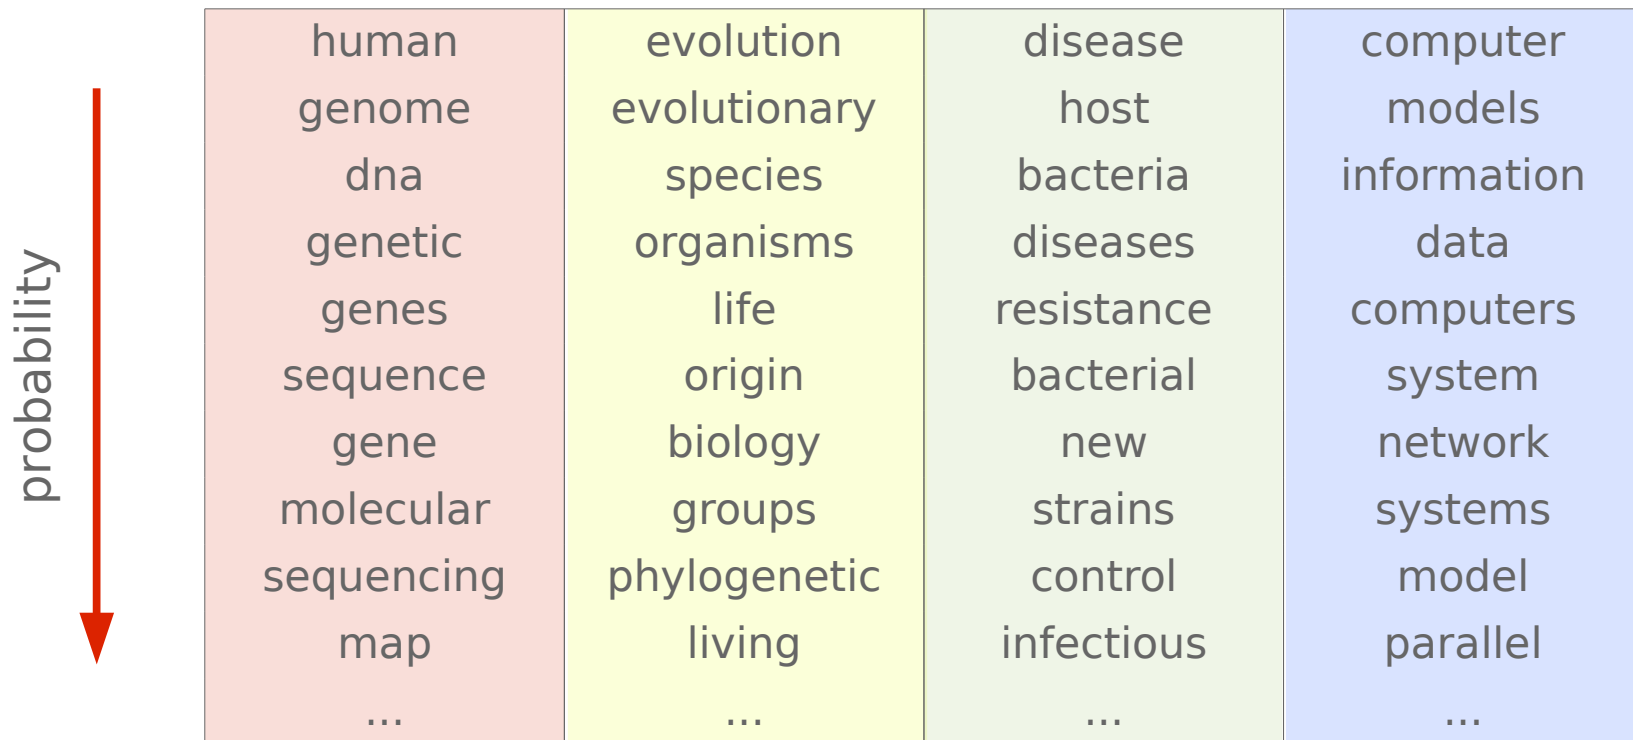 probability
human evolution disease computer
genome evolutionary host models
dna species bacteria information
genetic organisms diseases data
genes life resistance computers
sequence origin bacterial system
gene biology new network
molecular groups strains systems
sequencing phylogenetic control model
map living infectious parallel
... ... ... ...